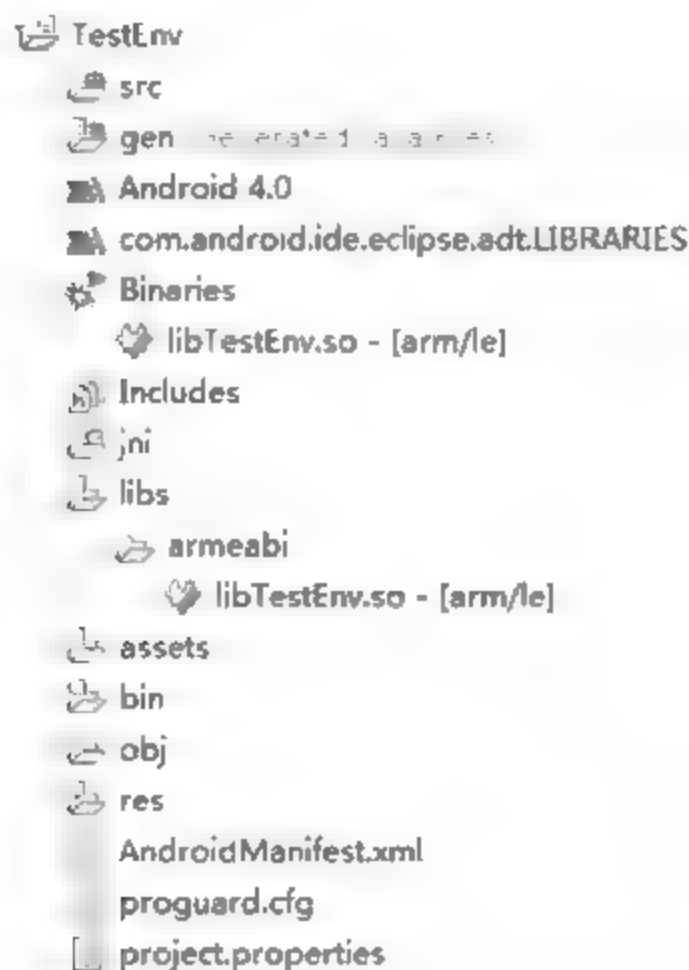 TestEnv
src
gen
Android 4.0
com.android.ide.eclipse.adt.LIBRARIES
Binaries
libTestEnv.so - [arm/le]
Includes
jni
libs
armeabi
libTestEnv.so - [arm/le]
assets
bin
obj
res
AndroidManifest.xml
proguard.cfg
project.properties